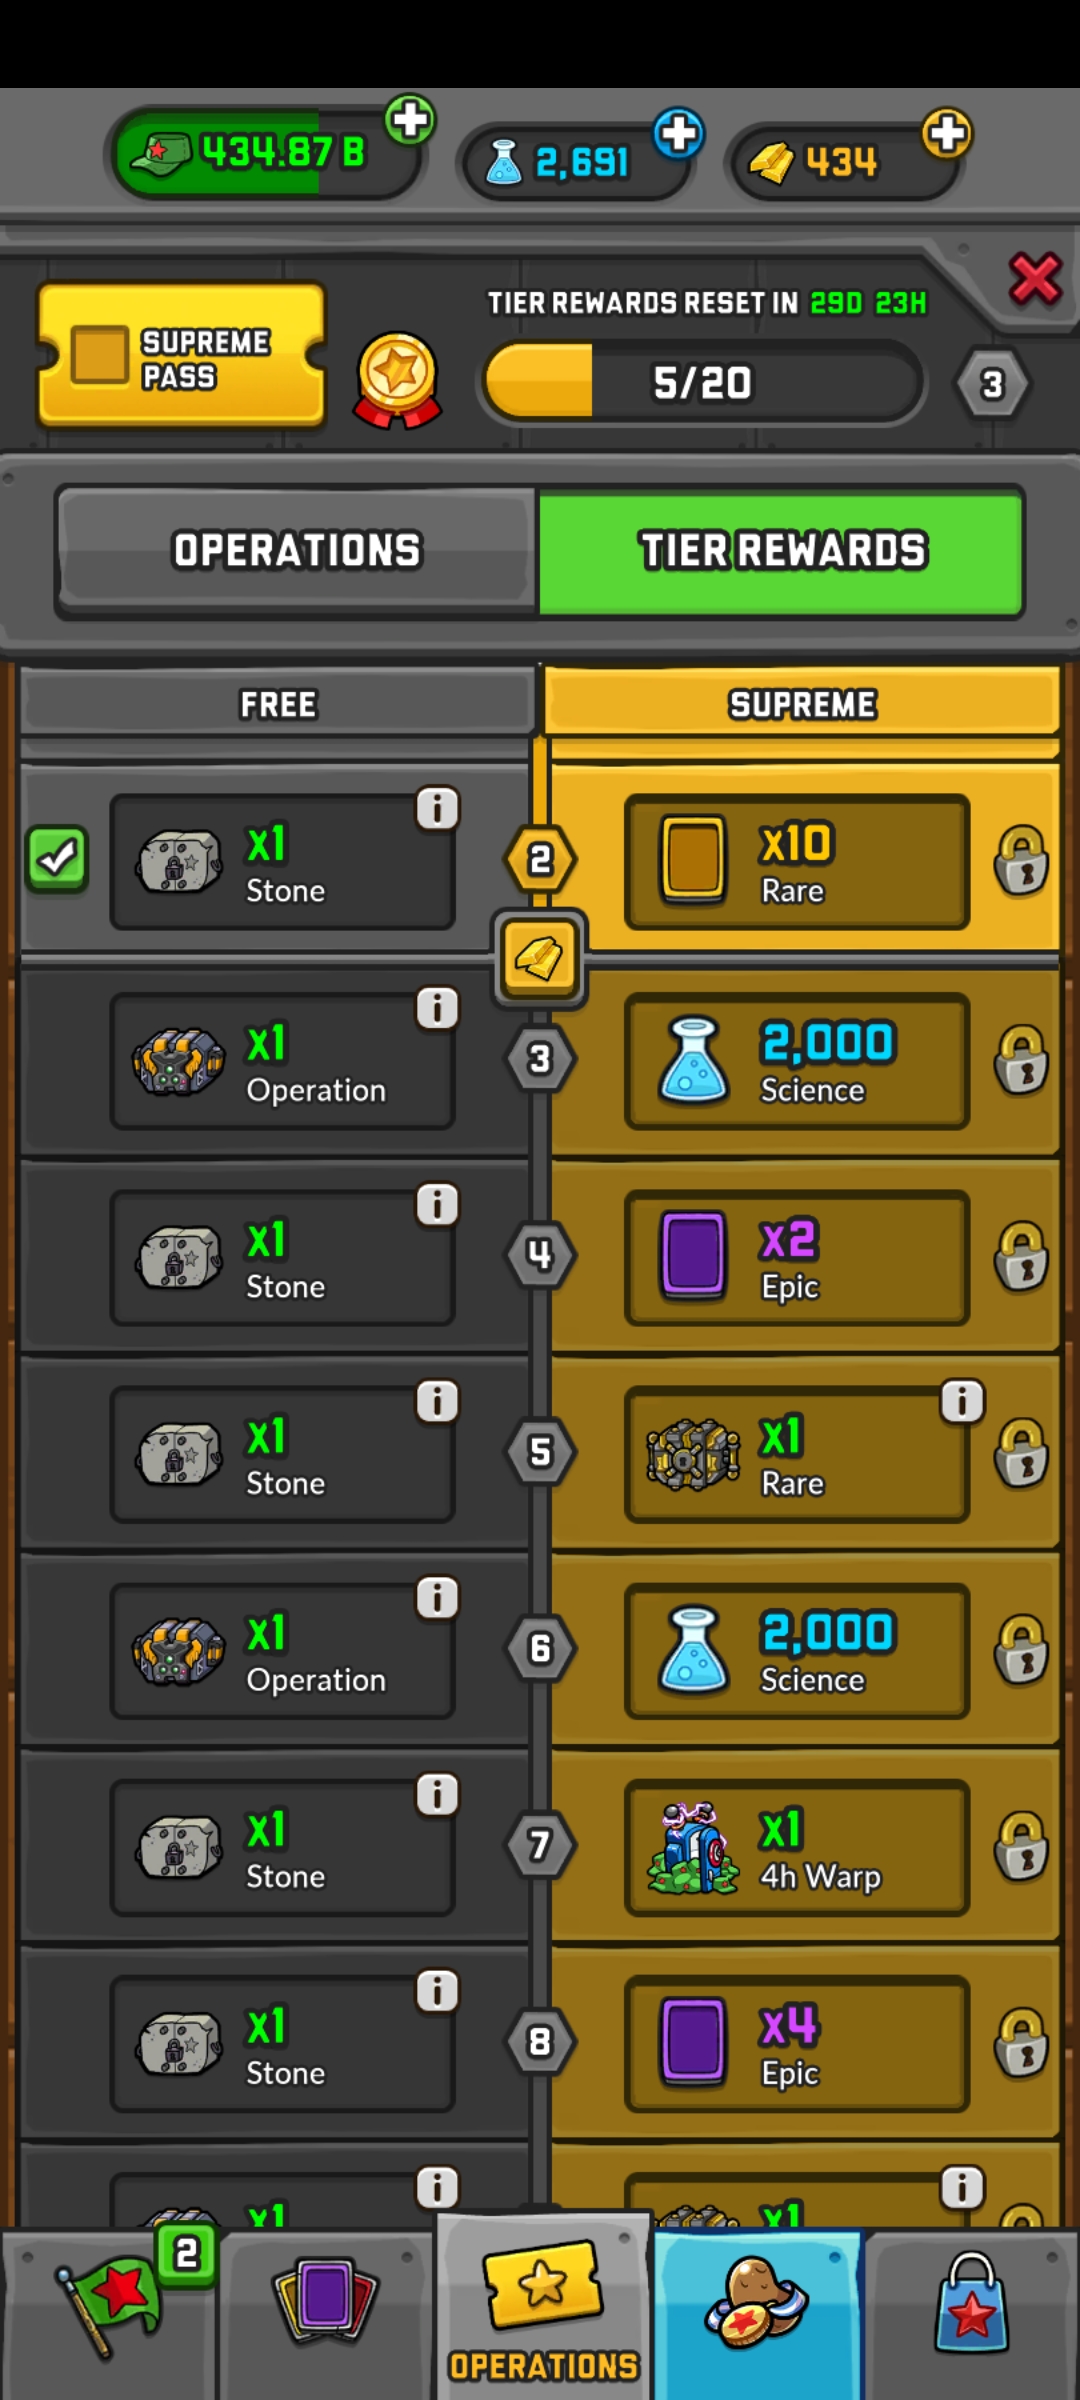 434.87 B
2,691
434
TIER REWARDS RESET IN 29D 23H
SUPREME
PASS
5/20
3
OPERATIONS
TIER REWARDS
FREE
SUPREME
x1
Stone
2
x10
Rare
x1
Operation
3
2,000
Science
x1
Stone
4
x2
Epic
x1
Stone
5
x1
Rare
x1
Operation
6
2,000
Science
x1
Stone
7
x1
4h Warp
x1
Stone
8
x4
Epic
x1
x1
2
OPERATIONS